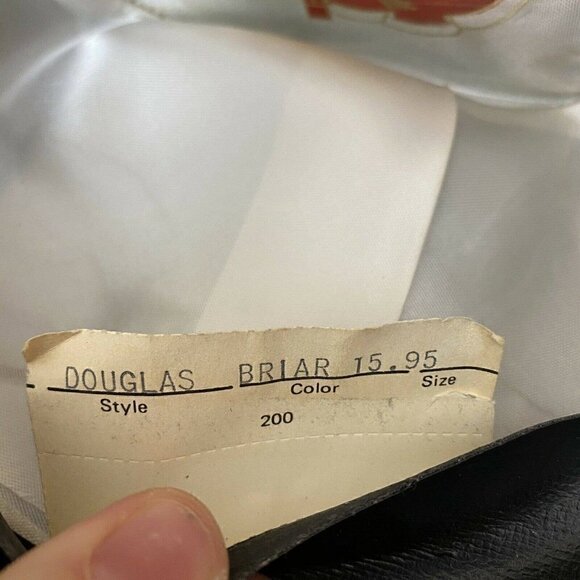 DOUGLAS BRIAR 15.95
Style Color Size
200